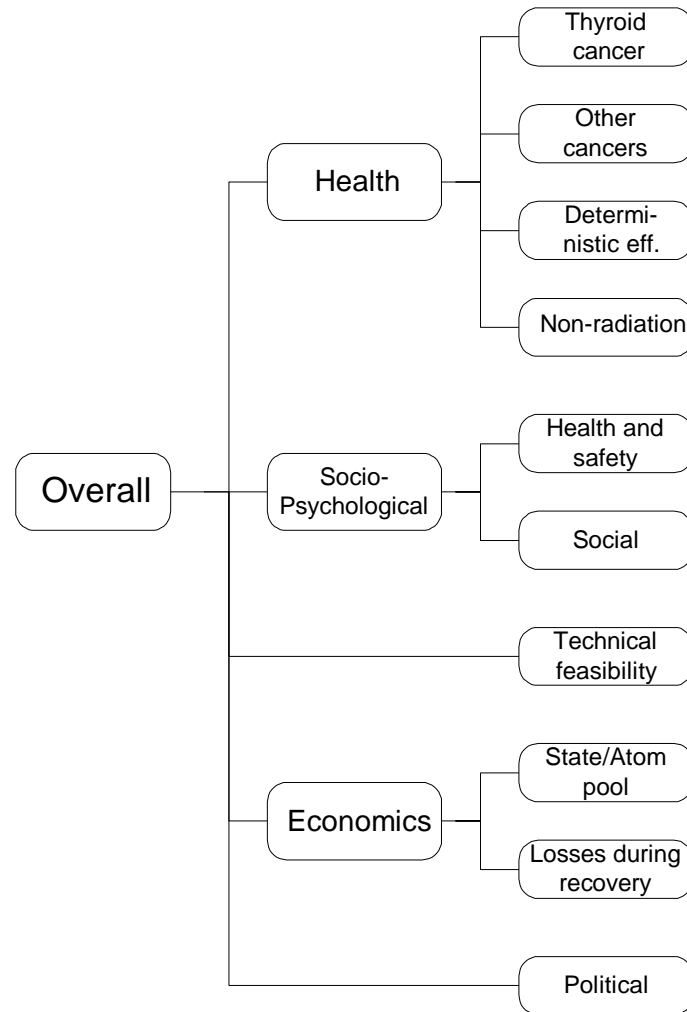 Thyroid
cancer
Other
cancers
Health
Determi-
nistic eff.
Non-radiation
Health and
safety
Overall
Socio-
Psychological
Social
Technical
feasibility
State/Atom
pool
Economics
Losses during
recovery
Political